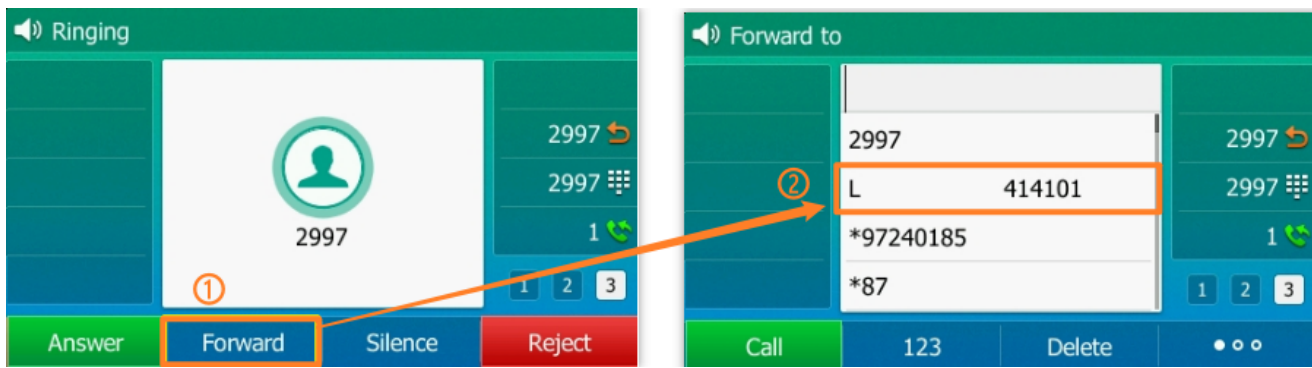 Ringing
2997
2997
2997
1
①
1 2 3
Answer Forward Silence Reject
Forward to
2997
②
L 414101
*97240185
*87
2997
2997
1
1 2 3
Call 123 Delete